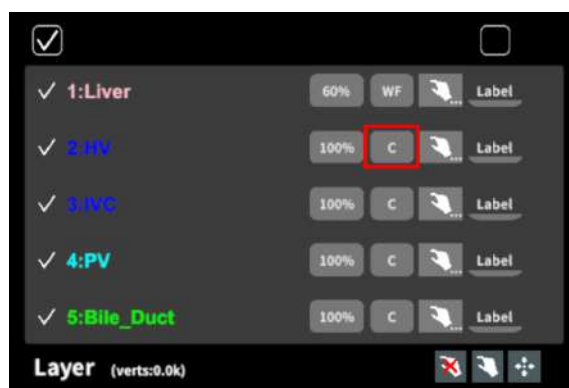 1:Liver 60% WF Label
2:HV 100% C Label
3:IVC 100% C Label
4:PV 100% C Label
5:Bile_Duct 100% C Label
Layer (verts:0.0k)